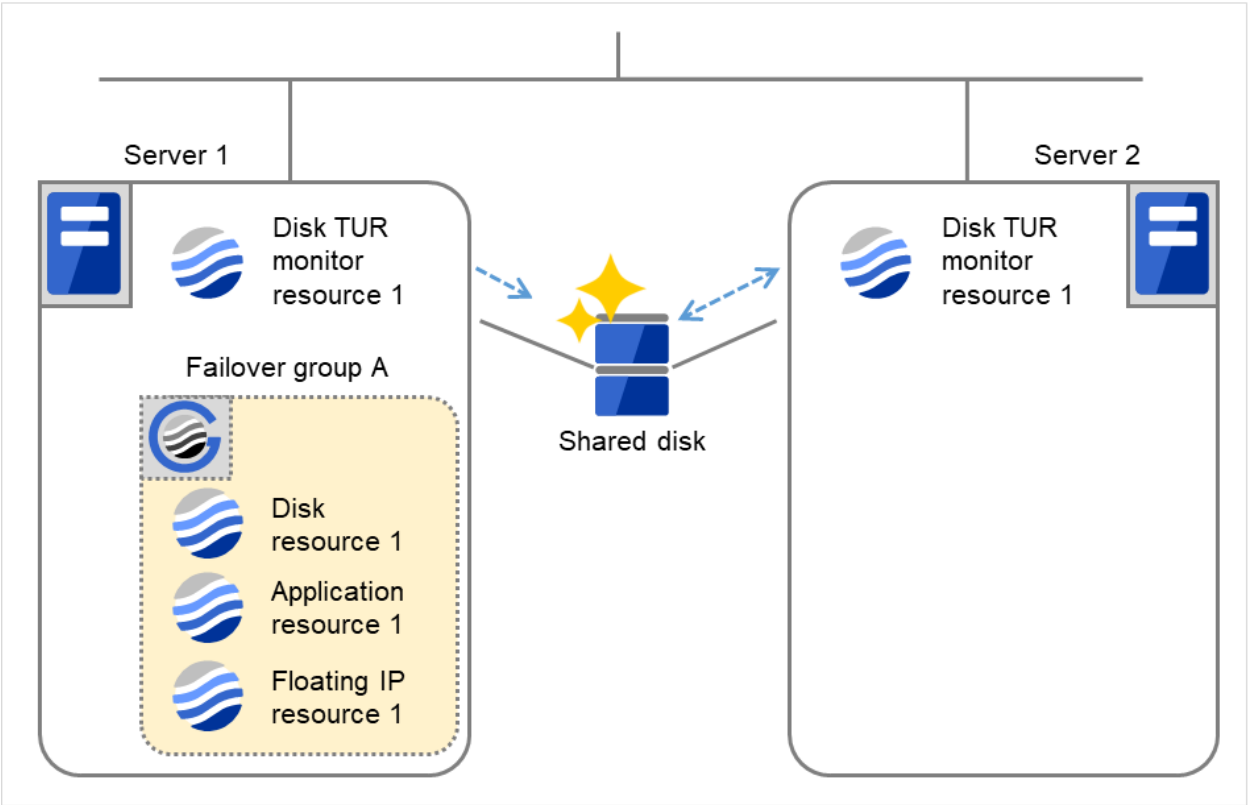 Server 1
Server 2
Disk TUR
monitor
resource 1
Disk TUR
monitor
resource 1
Failover group A
Shared disk
Disk
resource 1
Application
resource 1
Floating IP
resource 1